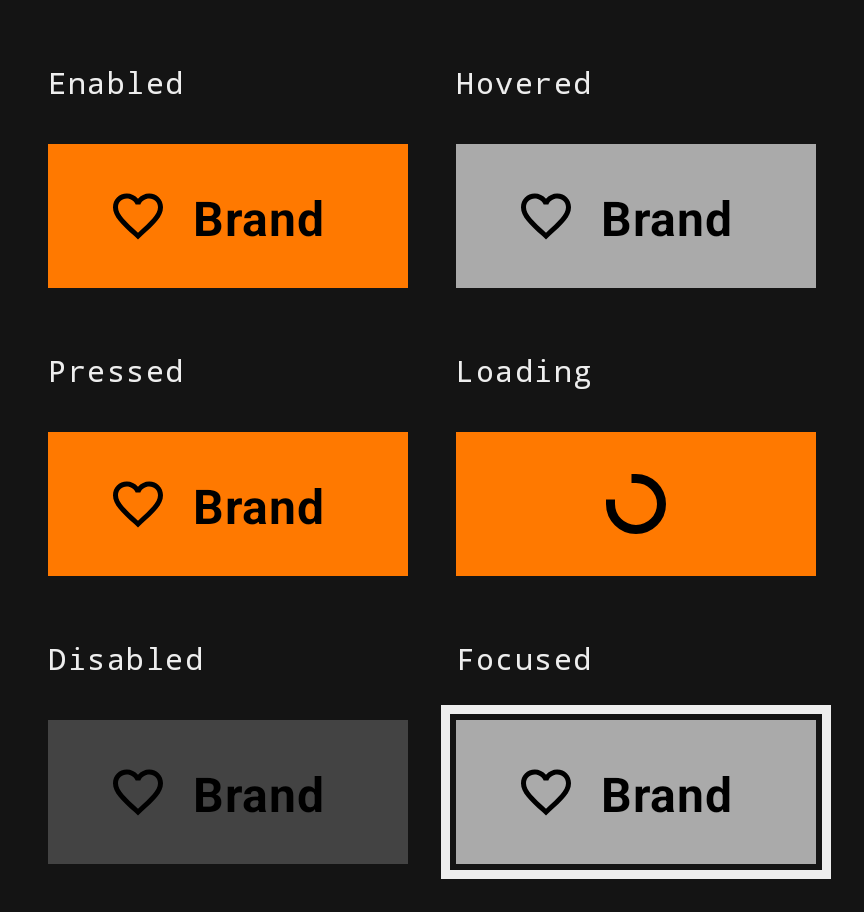 Enabled
Hovered
Brand
Brand
Pressed
Loading
Brand
Disabled
Focused
Brand
Brand